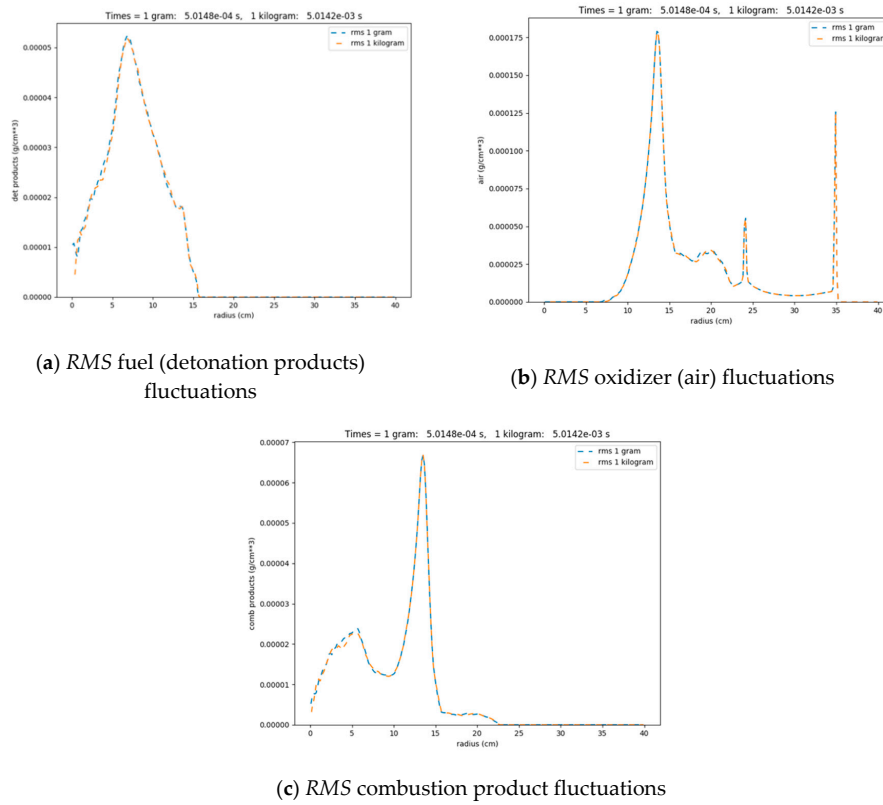 Times = 1 gram:   5.0148e-04 s,   1 kilogram:   5.0142e-03 s
rms 1 gram
rms 1 kilogram
0.00005
0.00004
0.00003
0.00002
0.00001
0.00000
det products (g/cm**3)
0 5 10 15 20 25 30 35 40
radius (cm)
(a) RMS fuel (detonation products)
fluctuations
Times = 1 gram:   5.0148e-04 s,   1 kilogram:   5.0142e-03 s
rms 1 gram
rms 1 kilogram
0.000175
0.000150
0.000125
0.000100
0.000075
0.000050
0.000025
0.000000
air (g/cm**3)
0 5 10 15 20 25 30 35 40
radius (cm)
(b) RMS oxidizer (air) fluctuations
Times = 1 gram:   5.0148e-04 s,   1 kilogram:   5.0142e-03 s
rms 1 gram
rms 1 kilogram
0.00007
0.00006
0.00005
0.00004
0.00003
0.00002
0.00001
0.00000
comb products (g/cm**3)
0 5 10 15 20 25 30 35 40
radius (cm)
(c) RMS combustion product fluctuations